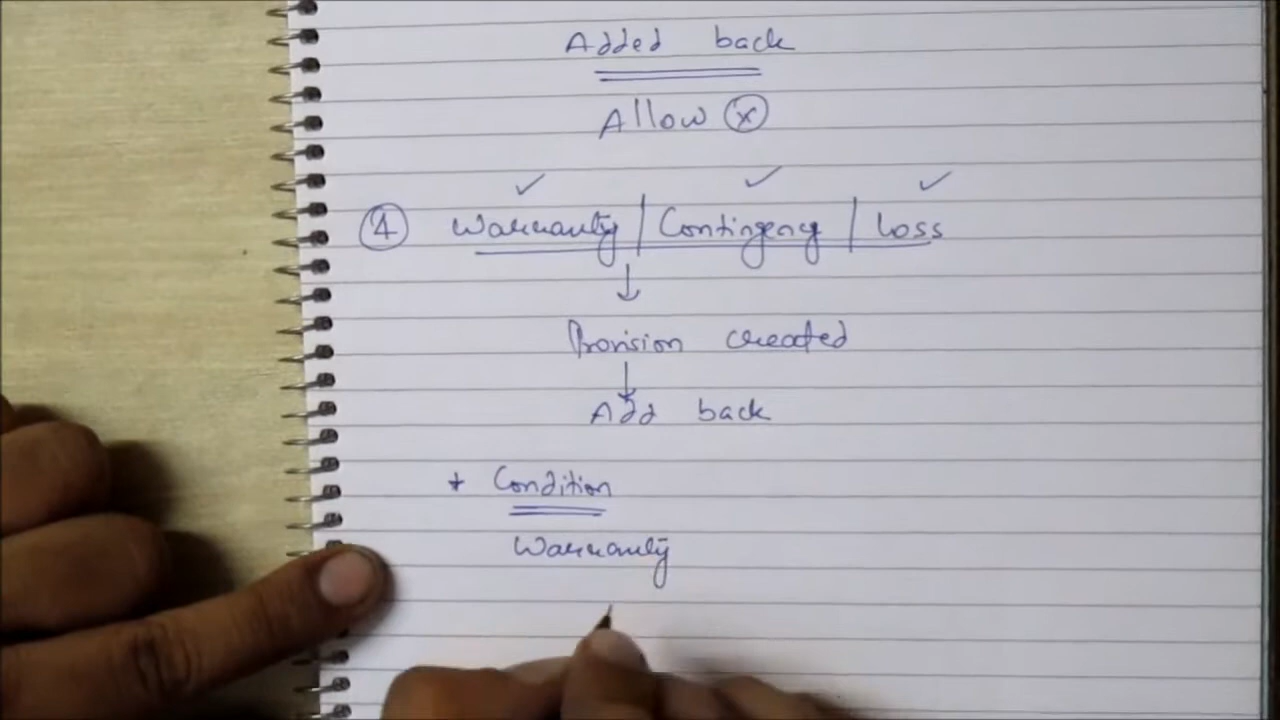 Added back
Allow ⓧ
④ Warranty | Contingency | Loss
Provision created
Add back
* Condition
Warranty